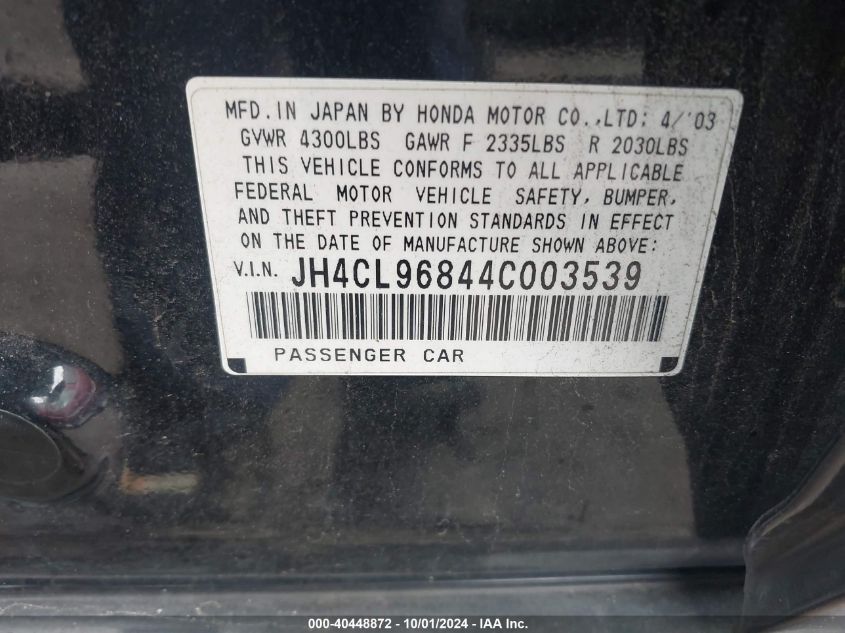 MFD.IN JAPAN BY HONDA MOTOR CO.,LTD: 4/'03
GVWR 4300LBS GAWR F 2335LBS R 2030LBS
THIS VEHICLE CONFORMS TO ALL APPLICABLE
FEDERAL MOTOR VEHICLE SAFETY, BUMPER,
AND THEFT PREVENTION STANDARDS IN EFFECT
ON THE DATE OF MANUFACTURE SHOWN ABOVE:
V.I.N. JH4CL96844C003539
PASSENGER CAR
000-40448872 - 10/01/2024 - IAA Inc.